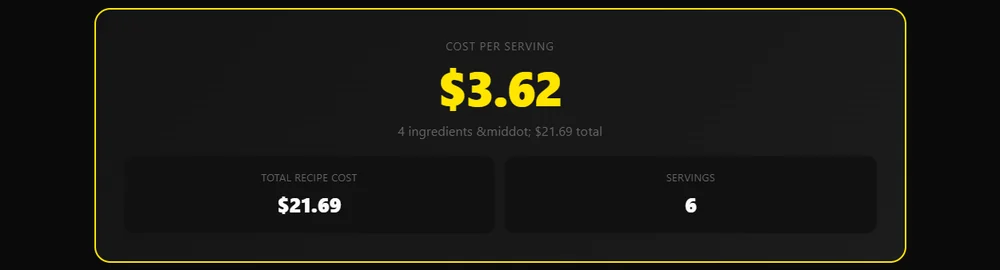 COST PER SERVING
$3.62
4 ingredients &middot; $21.69 total
TOTAL RECIPE COST
$21.69
SERVINGS
6